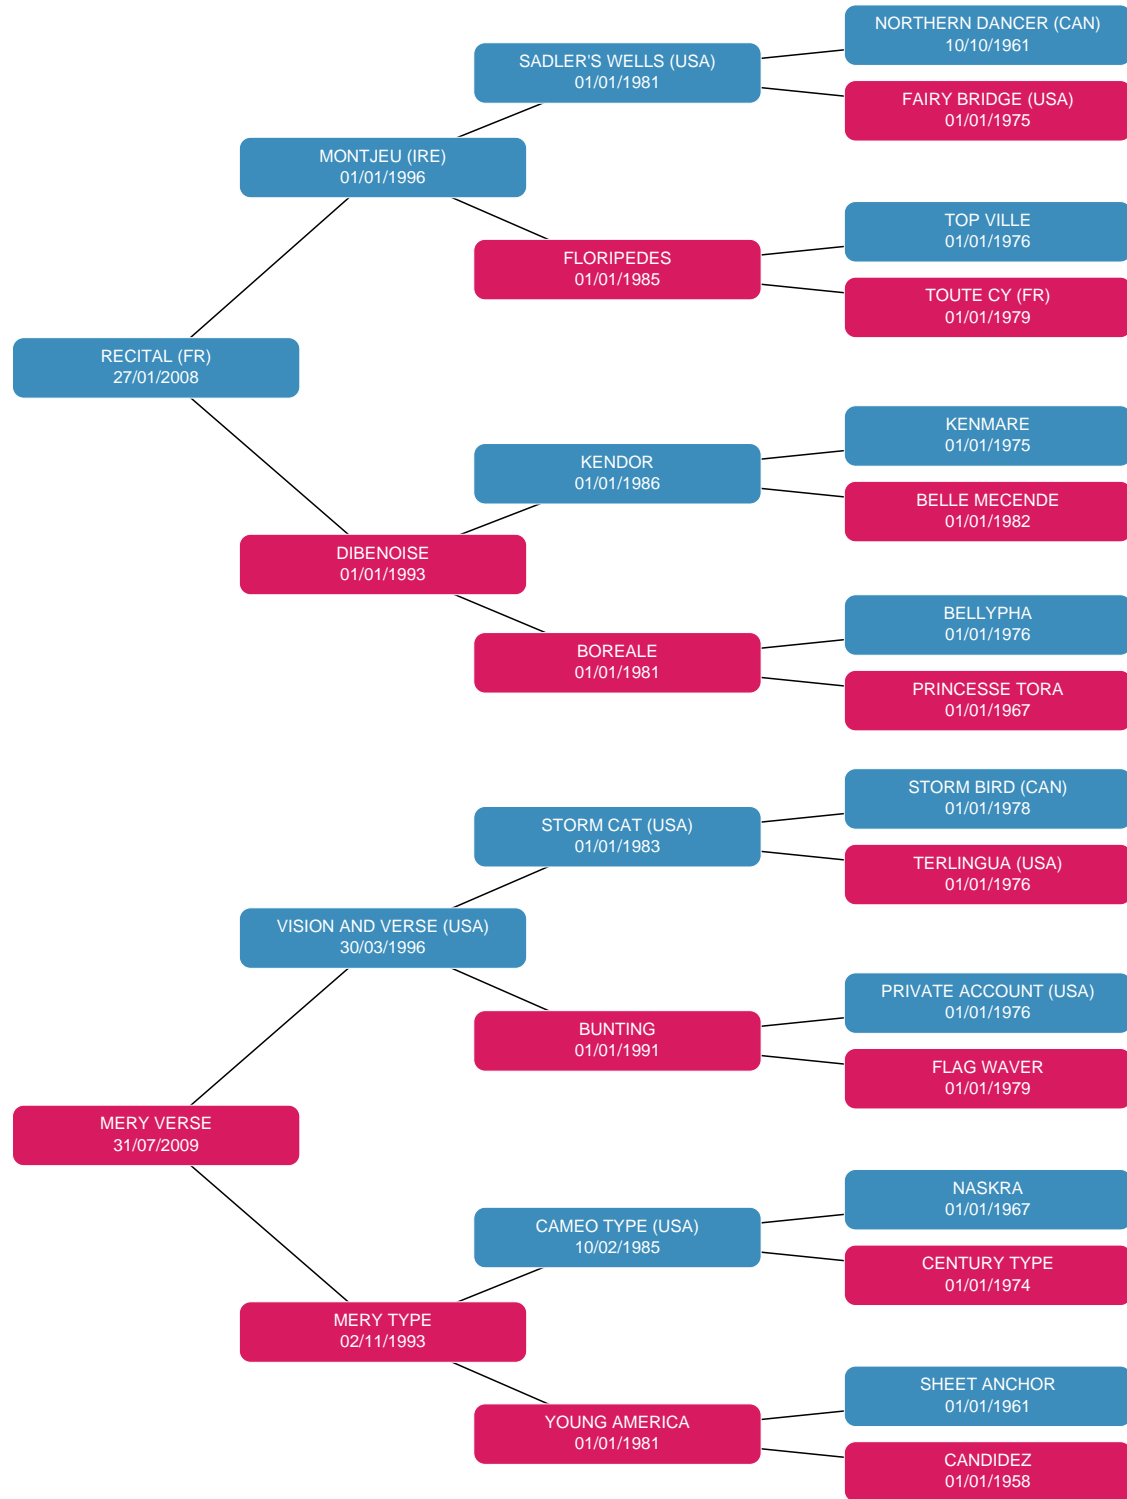 NORTHERN DANCER (CAN)
10/10/1961
SADLER'S WELLS (USA)
01/01/1981
FAIRY BRIDGE (USA)
01/01/1975
MONTJEU (IRE)
01/01/1996
TOP VILLE
01/01/1976
FLORIPEDES
01/01/1985
TOUTE CY (FR)
01/01/1979
RECITAL (FR)
27/01/2008
KENMARE
01/01/1975
KENDOR
01/01/1986
BELLE MECENDE
01/01/1982
DIBENOISE
01/01/1993
BELLYPHA
01/01/1976
BOREALE
01/01/1981
PRINCESSE TORA
01/01/1967
STORM BIRD (CAN)
01/01/1978
STORM CAT (USA)
01/01/1983
TERLINGUA (USA)
01/01/1976
VISION AND VERSE (USA)
30/03/1996
PRIVATE ACCOUNT (USA)
01/01/1976
BUNTING
01/01/1991
FLAG WAVER
01/01/1979
MERY VERSE
31/07/2009
NASKRA
01/01/1967
CAMEO TYPE (USA)
10/02/1985
CENTURY TYPE
01/01/1974
MERY TYPE
02/11/1993
SHEET ANCHOR
01/01/1961
YOUNG AMERICA
01/01/1981
CANDIDEZ
01/01/1958